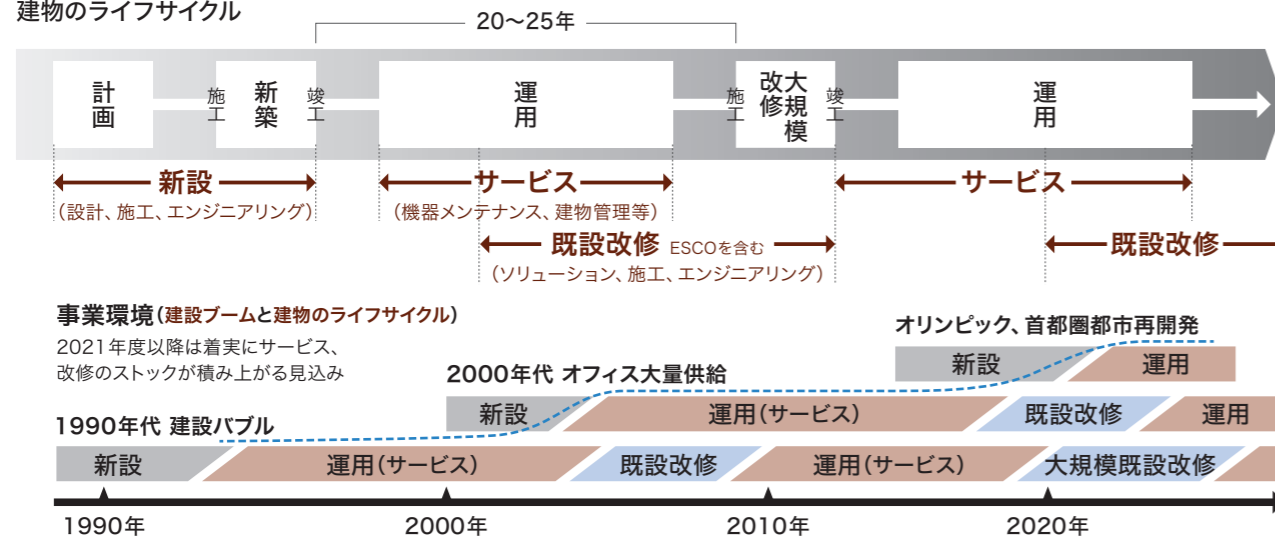 建物のライフサイクル
20〜25年
計画
施工
新築
竣工
運用
施工
大規模
改修
竣工
運用
新設
サービス
サービス
(設計、施工、エンジニアリング)
(機器メンテナンス、建物管理等)
既設改修 ESCOを含む
既設改修
(ソリューション、施工、エンジニアリング)
事業環境(建設ブームと建物のライフサイクル)
2021年度以降は着実にサービス、
改修のストックが積み上がる見込み
オリンピック、首都圏都市再開発
新設 運用
2000年代 オフィス大量供給
新設 運用(サービス) 既設改修 運用
1990年代 建設バブル
新設 運用(サービス) 既設改修 運用(サービス) 大規模既設改修
1990年 2000年 2010年 2020年